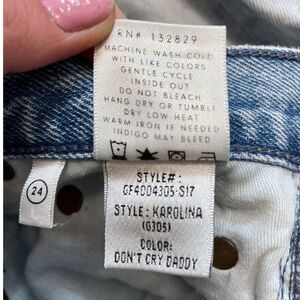 RN# 132829
MACHINE WASH COLD
WITH LIKE COLORS
GENTLE CYCLE
INSIDE OUT
DO NOT BLEACH
HANG DRY OR TUMBLE
DRY LOW HEAT
WARM IRON IF NEEDED
INDIGO MAY BLEED
24
STYLE#:
GF4004305-S17
STYLE: KAROLINA
(G305)
COLOR:
DON'T CRY DADDY